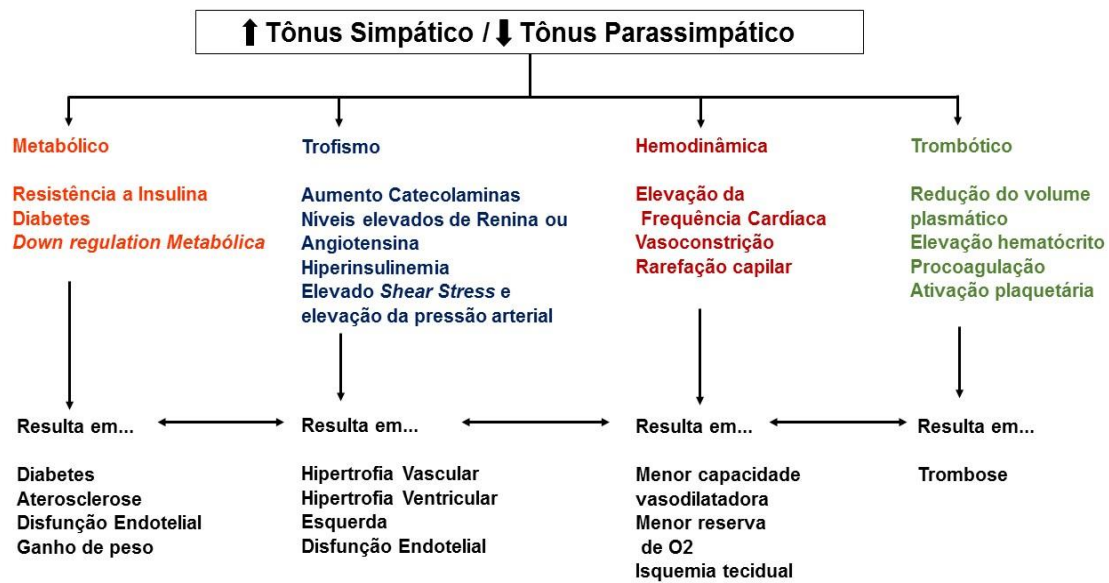 ⬆ Tônus Simpático / ⬇ Tônus Parassimpático
Metabólico
Resistência a Insulina
Diabetes
Down regulation Metabólica
Resulta em...
Diabetes
Aterosclerose
Disfunção Endotelial
Ganho de peso
Trofismo
Aumento Catecolaminas
Níveis elevados de Renina ou
Angiotensina
Hiperinsulinemia
Elevado Shear Stress e
elevação da pressão arterial
Resulta em...
Hipertrofia Vascular
Hipertrofia Ventricular
Esquerda
Disfunção Endotelial
Hemodinâmica
Elevação da
Frequência Cardíaca
Vasoconstrição
Rarefação capilar
Resulta em...
Menor capacidade
vasodilatadora
Menor reserva
de O2
Isquemia tecidual
Trombótico
Redução do volume
plasmático
Elevação hematócrito
Procoagulação
Ativação plaquetária
Resulta em...
Trombose